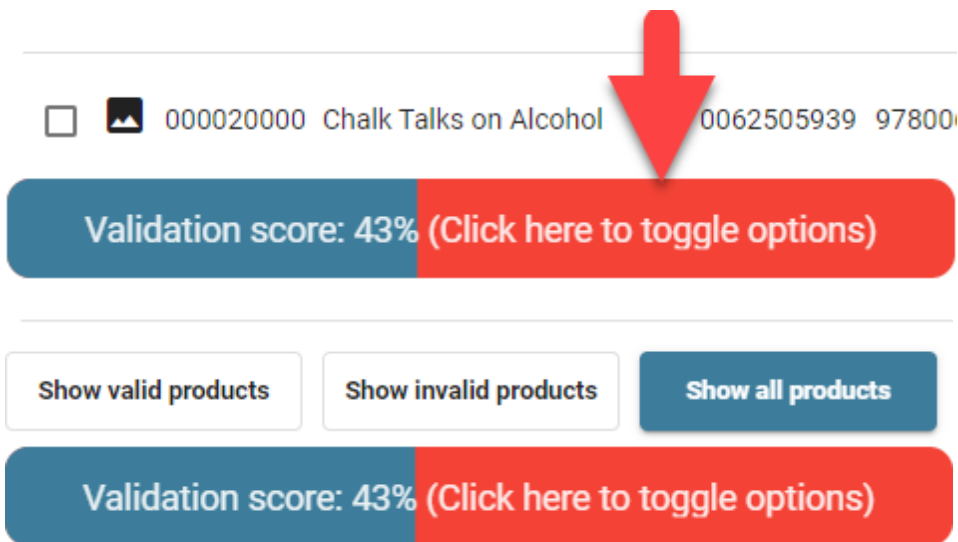 000020000 Chalk Talks on Alcohol 0062505939 97800
Validation score: 43% (Click here to toggle options)
Show valid products Show invalid products Show all products
Validation score: 43% (Click here to toggle options)